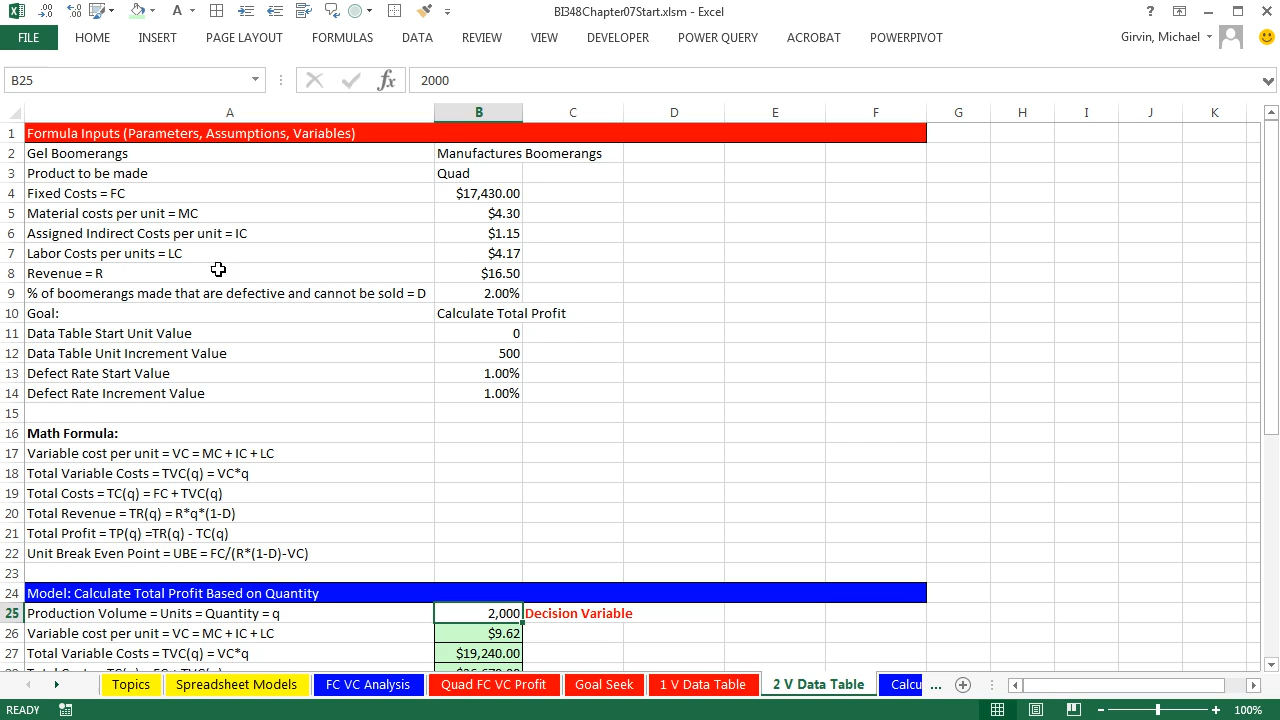 BI348Chapter07Start.xlsm - Excel
FILE HOME INSERT PAGE LAYOUT FORMULAS DATA REVIEW VIEW DEVELOPER POWER QUERY ACROBAT POWERPIVOT Girvin, Michael
B25 fx 2000
A B C D E F G H I J K
1 Formula Inputs (Parameters, Assumptions, Variables)
2 Gel Boomerangs Manufactures Boomerangs
3 Product to be made Quad
4 Fixed Costs = FC $17,430.00
5 Material costs per unit = MC $4.30
6 Assigned Indirect Costs per unit = IC $1.15
7 Labor Costs per units = LC $4.17
8 Revenue = R $16.50
9 % of boomerangs made that are defective and cannot be sold = D 2.00%
10 Goal: Calculate Total Profit
11 Data Table Start Unit Value 0
12 Data Table Unit Increment Value 500
13 Defect Rate Start Value 1.00%
14 Defect Rate Increment Value 1.00%
15
16 Math Formula:
17 Variable cost per unit = VC = MC + IC + LC
18 Total Variable Costs = TVC(q) = VC*q
19 Total Costs = TC(q) = FC + TVC(q)
20 Total Revenue = TR(q) = R*q*(1-D)
21 Total Profit = TP(q) =TR(q) - TC(q)
22 Unit Break Even Point = UBE = FC/(R*(1-D)-VC)
23
24 Model: Calculate Total Profit Based on Quantity
25 Production Volume = Units = Quantity = q 2,000 Decision Variable
26 Variable cost per unit = VC = MC + IC + LC $9.62
27 Total Variable Costs = TVC(q) = VC*q $19,240.00
Topics Spreadsheet Models FC VC Analysis Quad FC VC Profit Goal Seek 1 V Data Table 2 V Data Table Calcu ...
READY 100%